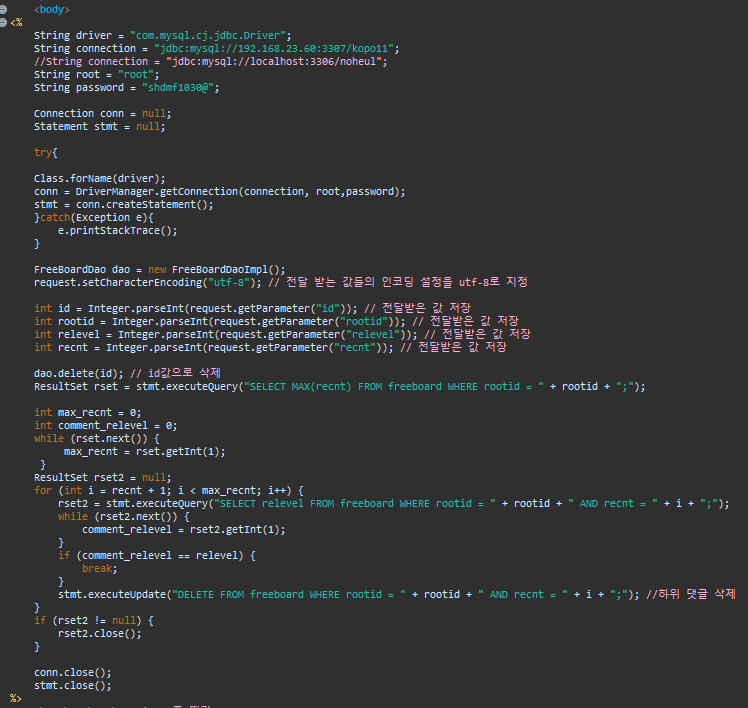 <body>
<%
String driver = "com.mysql.cj.jdbc.Driver";
String connection = "jdbc:mysql://192.168.23.60:3307/kopo11";
//String connection = "jdbc:mysql://localhost:3306/noheul";
String root = "root";
String password = "shdmf1030@";
Connection conn = null;
Statement stmt = null;
try{
Class.forName(driver);
conn = DriverManager.getConnection(connection, root,password);
stmt = conn.createStatement();
}catch(Exception e){
e.printStackTrace();
}
FreeBoardDao dao = new FreeBoardDaoImpl();
request.setCharacterEncoding("utf-8"); // 전달 받는 값들의 인코딩 설정을 utf-8로 지정
int id = Integer.parseInt(request.getParameter("id")); // 전달받은 값 저장
int rootid = Integer.parseInt(request.getParameter("rootid")); // 전달받은 값 저장
int relevel = Integer.parseInt(request.getParameter("relevel")); // 전달받은 값 저장
int recnt = Integer.parseInt(request.getParameter("recnt")); // 전달받은 값 저장
dao.delete(id); // id값으로 삭제
ResultSet rset = stmt.executeQuery("SELECT MAX(recnt) FROM freeboard WHERE rootid = " + rootid + ";");
int max_recnt = 0;
int comment_relevel = 0;
while (rset.next()) {
max_recnt = rset.getInt(1);
}
ResultSet rset2 = null;
for (int i = recnt + 1; i < max_recnt; i++) {
rset2 = stmt.executeQuery("SELECT relevel FROM freeboard WHERE rootid = " + rootid + " AND recnt = " + i + ";");
while (rset2.next()) {
comment_relevel = rset2.getInt(1);
}
if (comment_relevel == relevel) {
break;
}
stmt.executeUpdate("DELETE FROM freeboard WHERE rootid = " + rootid + " AND recnt = " + i + ";"); //하위 댓글 삭제
}
if (rset2 != null) {
rset2.close();
}
conn.close();
stmt.close();
%>